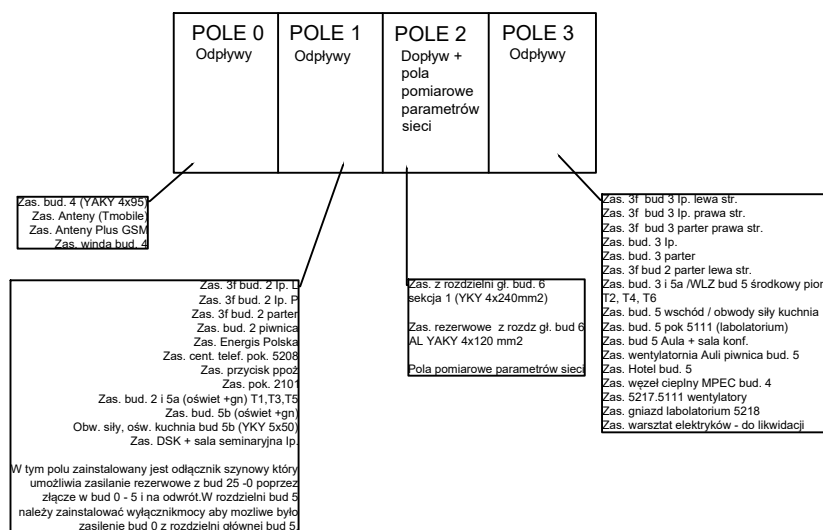 POLE 0
Odpływy
POLE 1
Odpływy
POLE 2
Dopływ +
pola
pomiarowe
parametrów
sieci
POLE 3
Odpływy
Zas. bud. 4 (YAKY 4x95)
Zas. Anteny (Tmobile)
Zas. Anteny Plus GSM
Zas. winda bud. 4
Zas. 3f bud. 2 Ip. L
Zas. 3f bud. 2 Ip. P
Zas. 3f bud. 2 parter
Zas. bud. 2 piwnica
Zas. Energis Polska
Zas. cent. telef. pok. 5208
Zas. przycisk ppoż
Zas. pok. 2101
Zas. bud. 2 i 5a (oświet +gn) T1,T3,T5
Zas. bud. 5b (oświet +gn)
Obw. siły, ośw. kuchnia bud 5b (YKY 5x50)
Zas. DSK + sala seminaryjna Ip.
W tym polu zainstalowany jest odłącznik szynowy który
umożliwia zasilanie rezerwowe z bud 25 -0 poprzez
złącze w bud 0 - 5 i na odwrót.W rozdzielni bud 5
należy zainstalować wyłącznikmocy aby mozliwe było
zasilenie bud 0 z rozdzielni głównej bud 5.
Zas. z rozdzielni gł. bud. 6
sekcja 1 (YKY 4x240mm2)
Zas. rezerwowe z rozdz gł. bud 6
AL YAKY 4x120 mm2
Pola pomiarowe parametrów sieci
Zas. 3f bud 3 Ip. lewa str.
Zas. 3f bud 3 Ip. prawa str.
Zas. 3f bud 3 parter prawa str.
Zas. bud. 3 Ip.
Zas. bud. 3 parter
Zas. 3f bud 2 parter lewa str.
Zas. bud. 3 i 5a /WLZ bud 5 środkowy pion
T2, T4, T6
Zas. bud. 5 wschód / obwody siły kuchnia
Zas. bud. 5 pok 5111 (labolatorium)
Zas. bud 5 Aula + sala konf.
Zas. wentylatornia Auli piwnica bud. 5
Zas. Hotel bud. 5
Zas. węzeł cieplny MPEC bud. 4
Zas. 5217.5111 wentylatory
Zas. gniazd labolatorium 5218
Zas. warsztat elektryków - do likwidacji